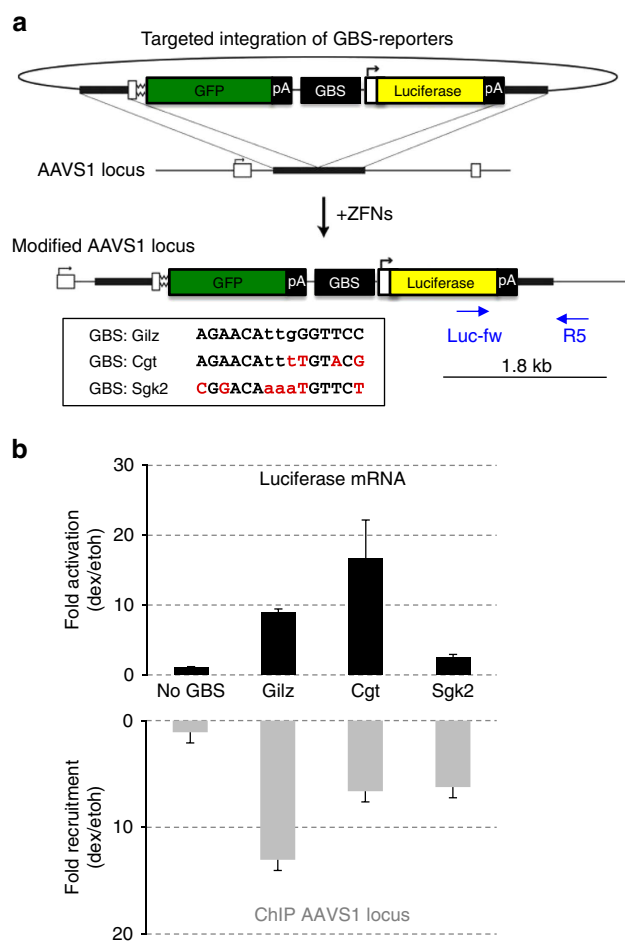 a
Targeted integration of GBS-reporters
GFP pA GBS Luciferase pA
AAVS1 locus
+ZFNs
Modified AAVS1 locus
GFP pA GBS Luciferase pA
GBS: Gilz AGAACAttgGGTTCC
GBS: Cgt AGAACAtttTGTACG
GBS: Sgk2 CGGACAaaaTGTTCT
Luc-fw R5
1.8 kb
b
Luciferase mRNA
Fold activation
(dex/etoh)
30
20
10
0
No GBS Gilz Cgt Sgk2
Fold recruitment
(dex/etoh)
0
10
20
ChIP AAVS1 locus